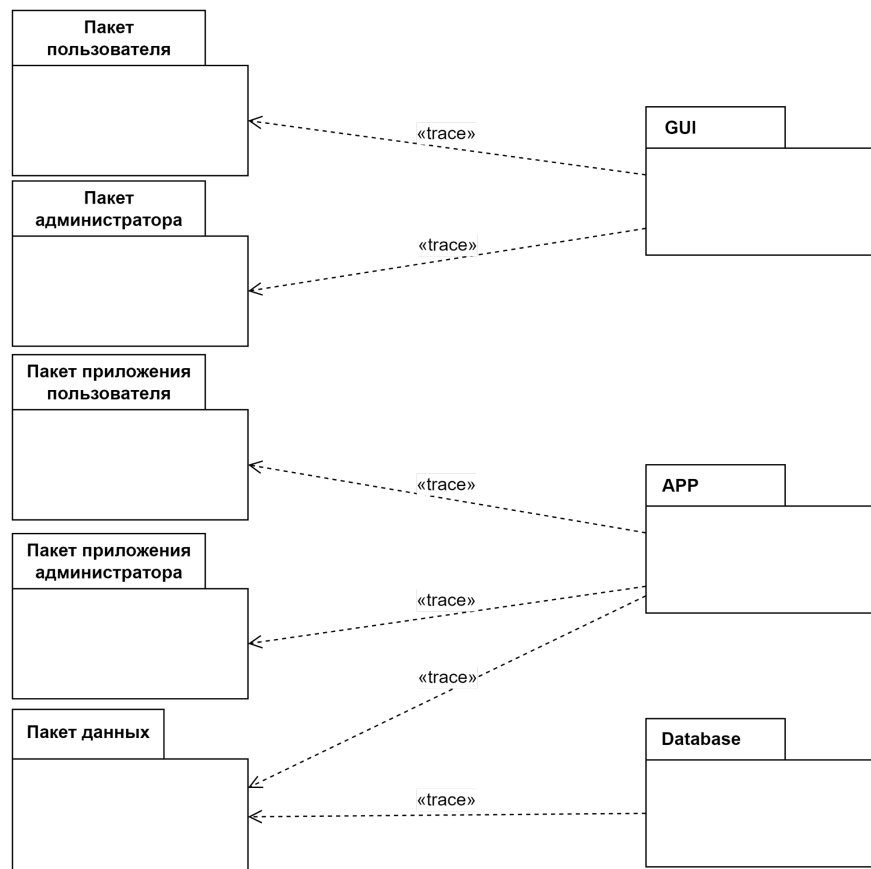 Пакет
пользователя
«trace»
GUI
Пакет
администратора
«trace»
Пакет приложения
пользователя
«trace»
APP
Пакет приложения
администратора
«trace»
«trace»
Пакет данных
Database
«trace»